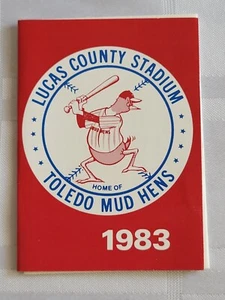 LUCAS COUNTY STADIUM
HOME OF
TOLEDO MUD HENS
1983